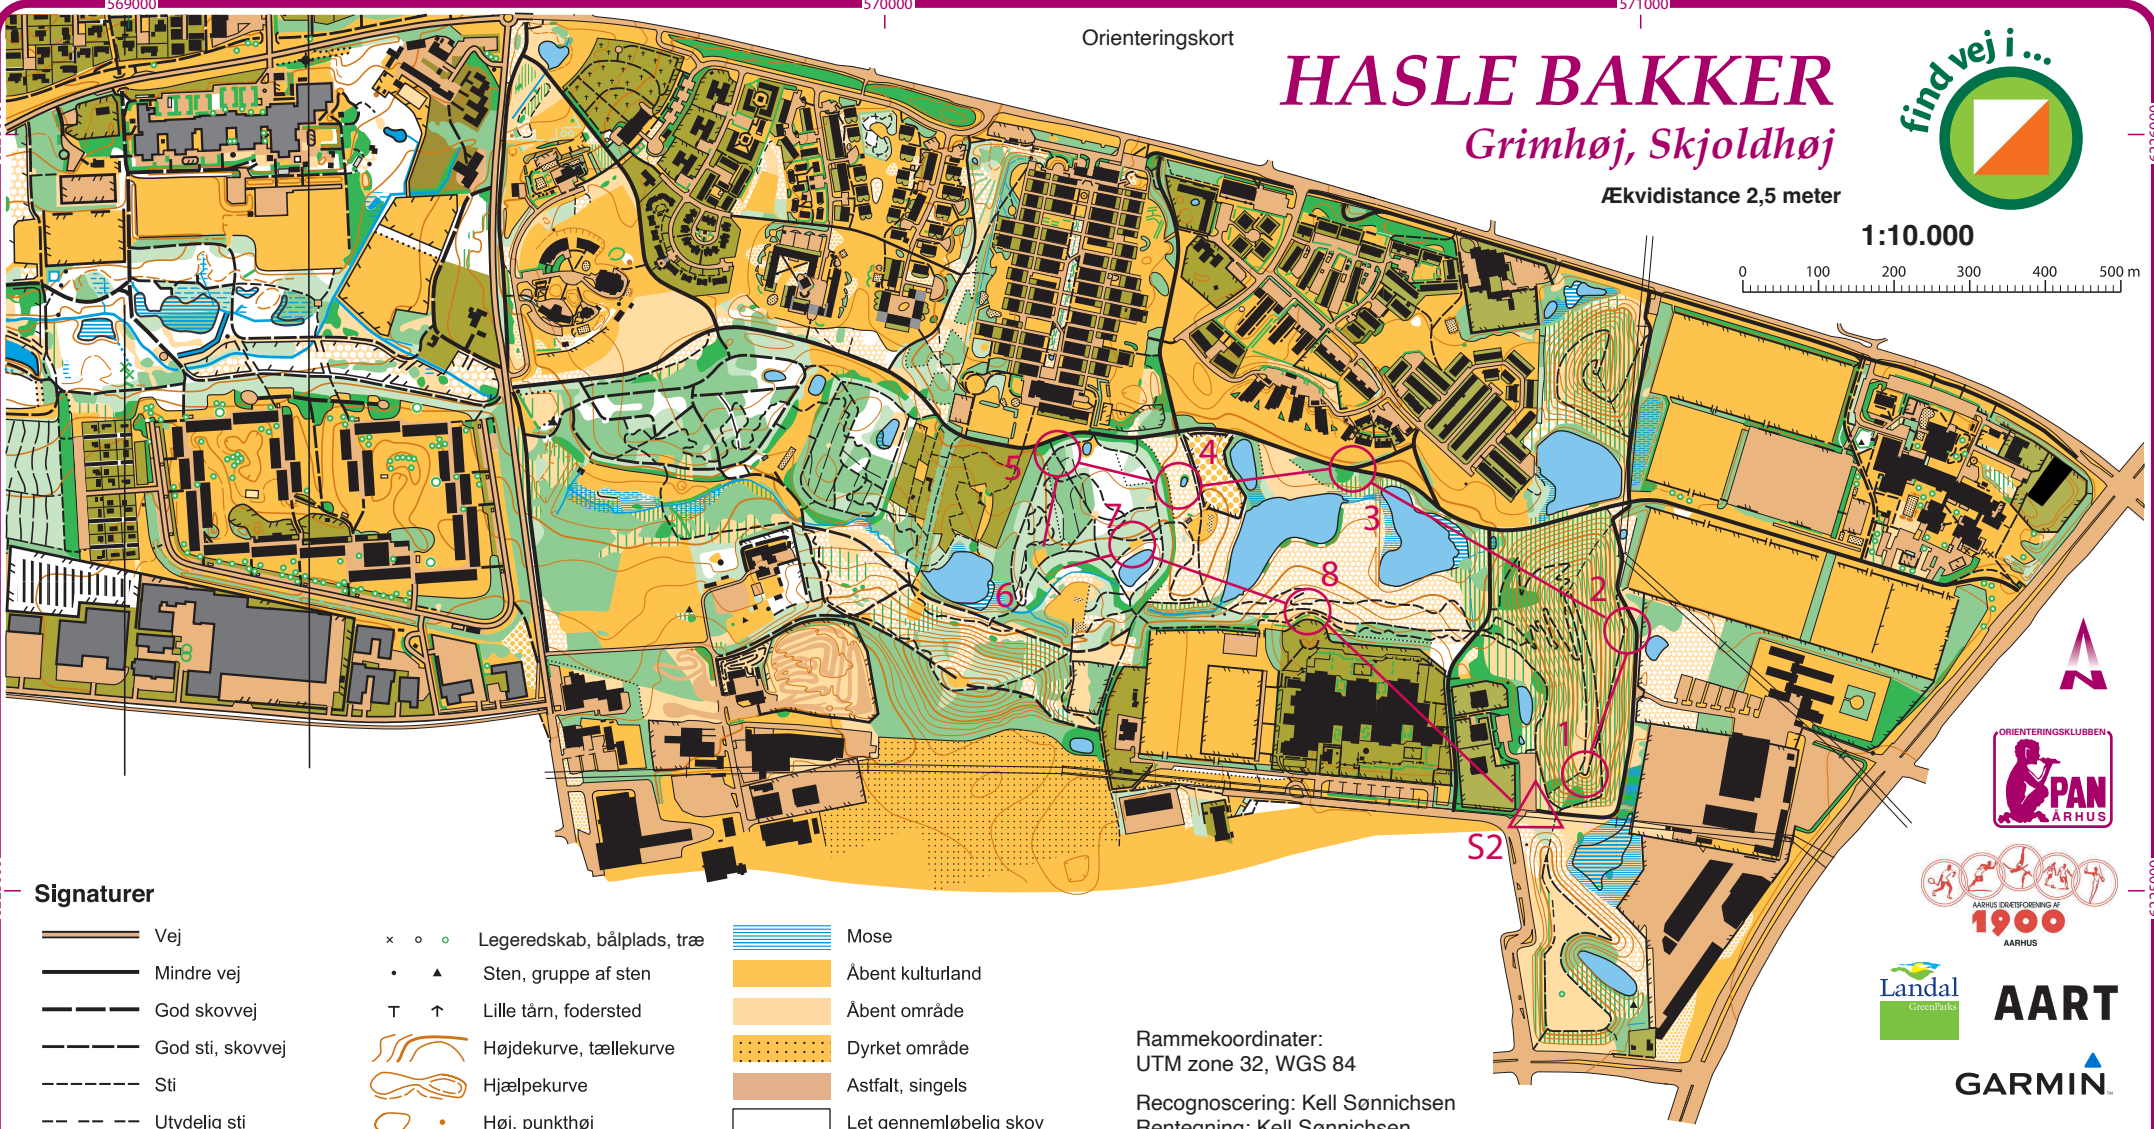 569000
570000
571000
Orienteringskort
HASLE BAKKER
Grimhøj, Skjoldhøj
Ækvidistance 2,5 meter
1:10.000
0 100 200 300 400 500 m
find vej i ...
5
4
3
7
6
8
2
1
S2
ORIENTERINGSKLUBBEN
PAN
ÅRHUS
AARHUS IDRÆTSFORENING AF
1900
AARHUS
Landal
GreenParks
AART
GARMIN
Signaturer
Vej
Mindre vej
God skovvej
God sti, skovvej
Sti
Utydelig sti
Legeredskab, bålplads, træ
Sten, gruppe af sten
Lille tårn, fodersted
Højdekurve, tællekurve
Hjælpekurve
Høj, punkthøj
Mose
Åbent kulturland
Åbent område
Dyrket område
Astfalt, singels
Let gennemløbelig skov
Rammekoordinater:
UTM zone 32, WGS 84
Recognoscering: Kell Sønnichsen
Rentegning: Kell Sønnichsen